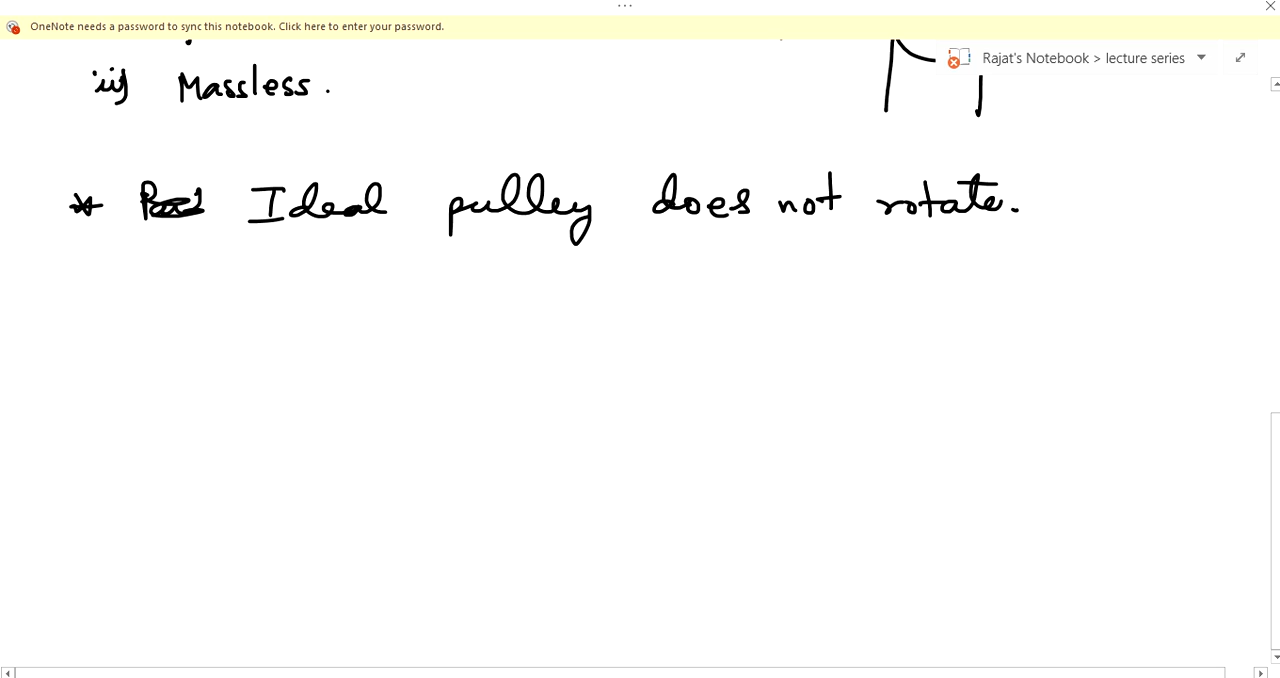 OneNote needs a password to sync this notebook. Click here to enter your password.
Rajat's Notebook > lecture series
ii) Massless.
* Ideal pulley does not rotate.